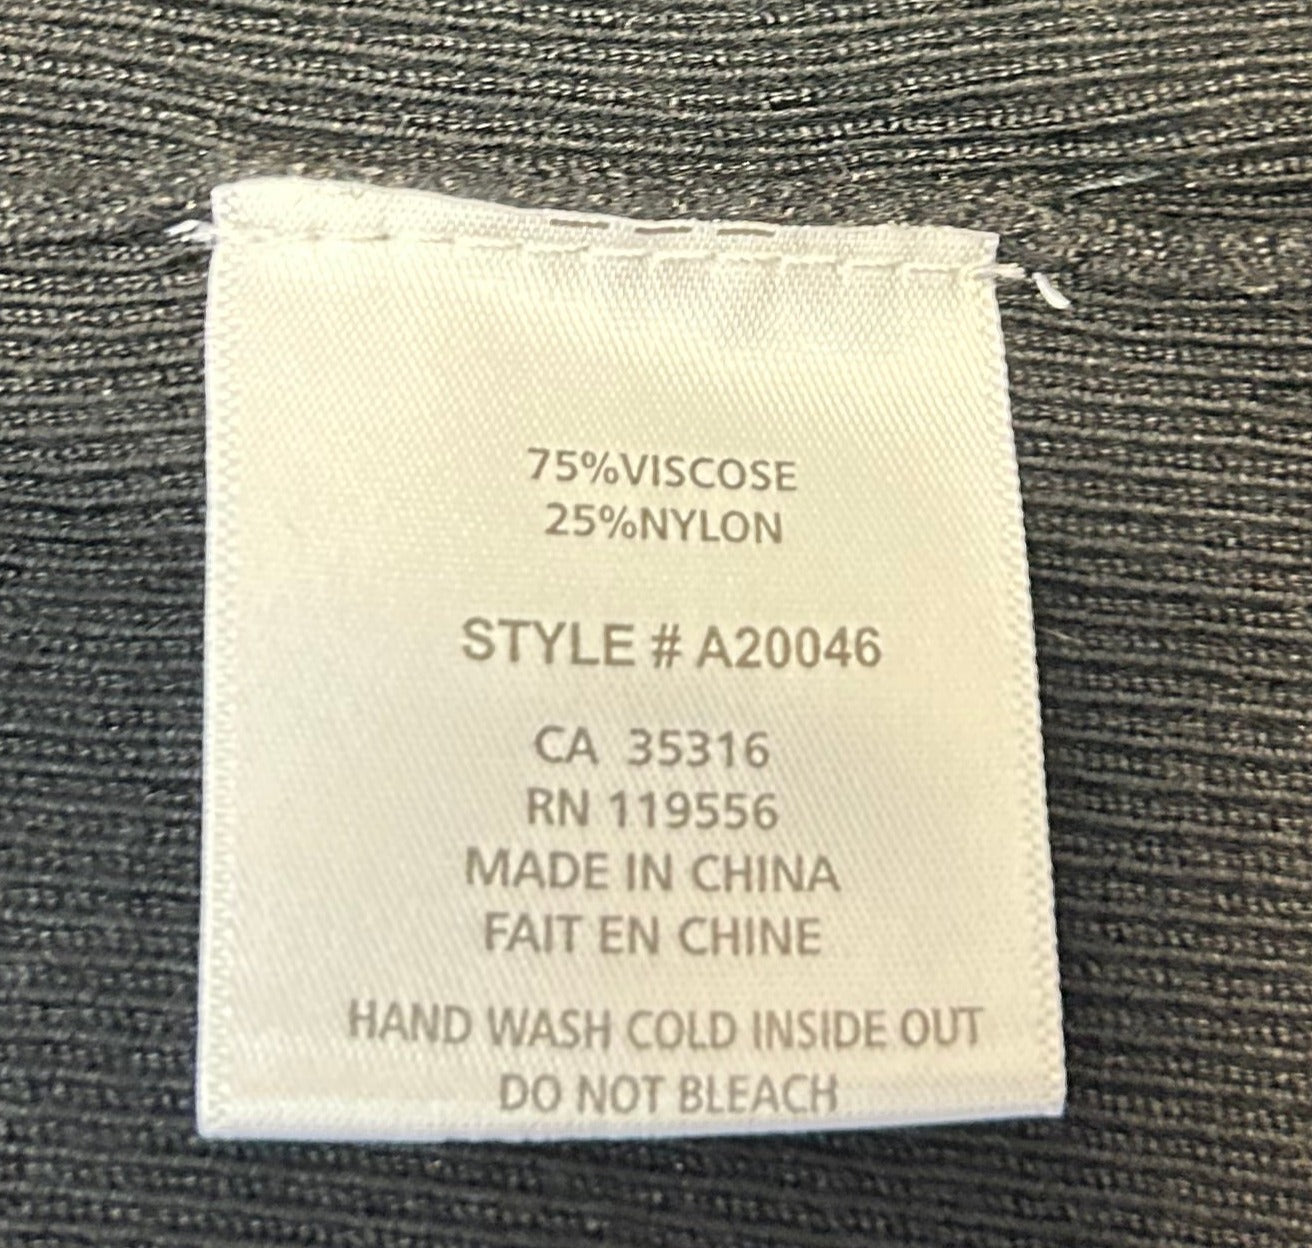 75%VISCOSE
25%NYLON
STYLE # A20046
CA 35316
RN 119556
MADE IN CHINA
FAIT EN CHINE
HAND WASH COLD INSIDE OUT
DO NOT BLEACH